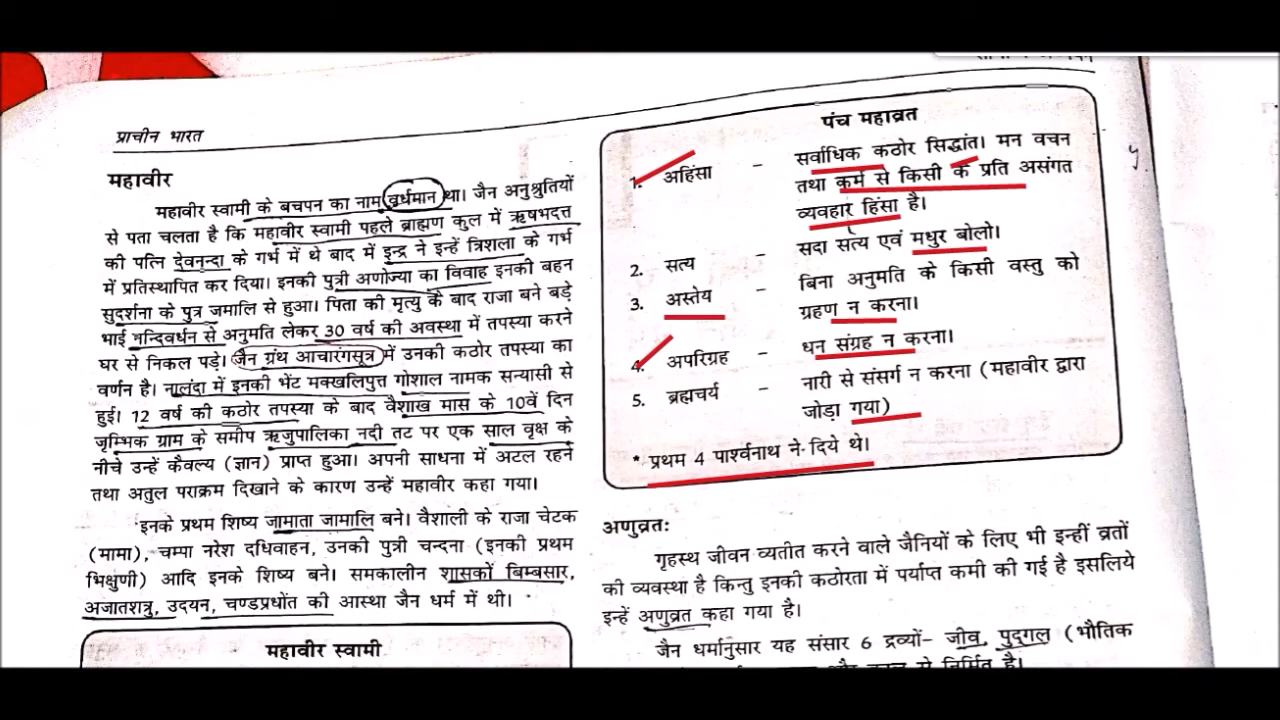 प्राचीन भारत
महावीर
महावीर स्वामी के बचपन का नाम वर्धमान था। जैन अनुश्रुतियों
से पता चलता है कि महावीर स्वामी पहले ब्राह्मण कुल में ऋषभदत्त
की पत्नि देवनन्दा के गर्भ में थे बाद में इन्द्र ने इन्हें त्रिशला के गर्भ
में प्रतिस्थापित कर दिया। इनकी पुत्री अणोज्या का विवाह इनकी बहन
सुदर्शना के पुत्र जमालि से हुआ। पिता की मृत्यु के बाद राजा बने बड़े
भाई नन्दिवर्धन से अनुमति लेकर 30 वर्ष की अवस्था में तपस्या करने
घर से निकल पड़े। जैन ग्रंथ आचारंगसूत्र में उनकी कठोर तपस्या का
वर्णन है। नालंदा में इनकी भेंट मक्खलिपुत्त गोशाल नामक सन्यासी से
हुई। 12 वर्ष की कठोर तपस्या के बाद वैशाख मास के 10वें दिन
जृम्भिक ग्राम के समीप ऋजुपालिका नदी तट पर एक साल वृक्ष के
नीचे उन्हें कैवल्य (ज्ञान) प्राप्त हुआ। अपनी साधना में अटल रहने
तथा अतुल पराक्रम दिखाने के कारण उन्हें महावीर कहा गया।
इनके प्रथम शिष्य जामाता जामालि बने। वैशाली के राजा चेटक
(मामा), चम्पा नरेश दधिवाहन, उनकी पुत्री चन्दना (इनकी प्रथम
भिक्षुणी) आदि इनके शिष्य बने। समकालीन शासकों बिम्बसार,
अजातशत्रु, उदयन, चण्डप्रधोंत की आस्था जैन धर्म में थी।
महावीर स्वामी
पंच महाव्रत
1. अहिंसा – सर्वाधिक कठोर सिद्धांत। मन वचन
तथा कर्म से किसी के प्रति असंगत
व्यवहार हिंसा है।
2. सत्य – सदा सत्य एवं मधुर बोलो।
3. अस्तेय – बिना अनुमति के किसी वस्तु को
ग्रहण न करना।
4. अपरिग्रह – धन संग्रह न करना।
5. ब्रह्मचर्य – नारी से संसर्ग न करना (महावीर द्वारा
जोड़ा गया)
* प्रथम 4 पार्श्वनाथ ने दिये थे।
अणुव्रतः
गृहस्थ जीवन व्यतीत करने वाले जैनियों के लिए भी इन्हीं व्रतों
की व्यवस्था है किन्तु इनकी कठोरता में पर्याप्त कमी की गई है इसलिये
इन्हें अणुव्रत कहा गया है।
जैन धर्मानुसार यह संसार 6 द्रव्यों– जीव, पुद्गल (भौतिक
और काल से निर्मित है।